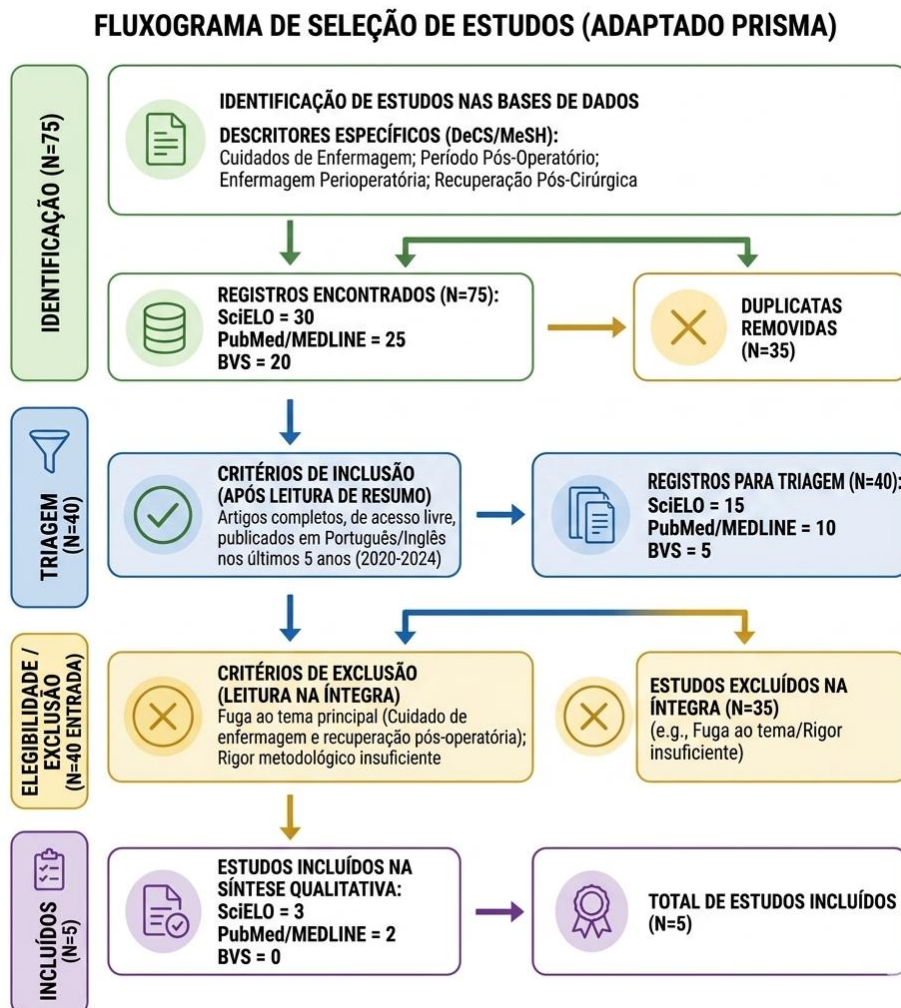 FLUXOGRAMA DE SELEÇÃO DE ESTUDOS (ADAPTADO PRISMA)
IDENTIFICAÇÃO (N=75)
IDENTIFICAÇÃO DE ESTUDOS NAS BASES DE DADOS
DESCRITORES ESPECÍFICOS (DeCS/MeSH):
Cuidados de Enfermagem; Período Pós-Operatório;
Enfermagem Perioperatória; Recuperação Pós-Cirúrgica
REGISTROS ENCONTRADOS (N=75):
SciELO = 30
PubMed/MEDLINE = 25
BVS = 20
DUPLICATAS
REMOVIDAS
(N=35)
TRIAGEM
(N=40)
CRITÉRIOS DE INCLUSÃO
(APÓS LEITURA DE RESUMO)
Artigos completos, de acesso livre,
publicados em Português/Inglês
nos últimos 5 anos (2020-2024)
REGISTROS PARA TRIAGEM (N=40):
SciELO = 15
PubMed/MEDLINE = 10
BVS = 5
ELEGIBILIDADE /
EXCLUSÃO
(N=40 ENTRADA)
CRITÉRIOS DE EXCLUSÃO
(LEITURA NA ÍNTEGRA)
Fuga ao tema principal (Cuidado de
enfermagem e recuperação pós-operatória);
Rigor metodológico insuficiente
ESTUDOS EXCLUÍDOS NA
ÍNTEGRA (N=35)
(e.g., Fuga ao tema/Rigor
insuficiente)
INCLUÍDOS
(N=5)
ESTUDOS INCLUÍDOS NA
SÍNTESE QUALITATIVA:
SciELO = 3
PubMed/MEDLINE = 2
BVS = 0
TOTAL DE ESTUDOS INCLUÍDOS
(N=5)